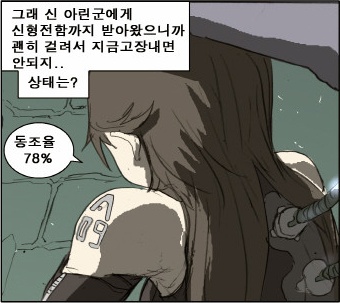 그래 신 아린군에게
신형전함까지 받아왔으니까
괜히 걸려서 지금고장내면
안되지..
상태는?
동조율
78%